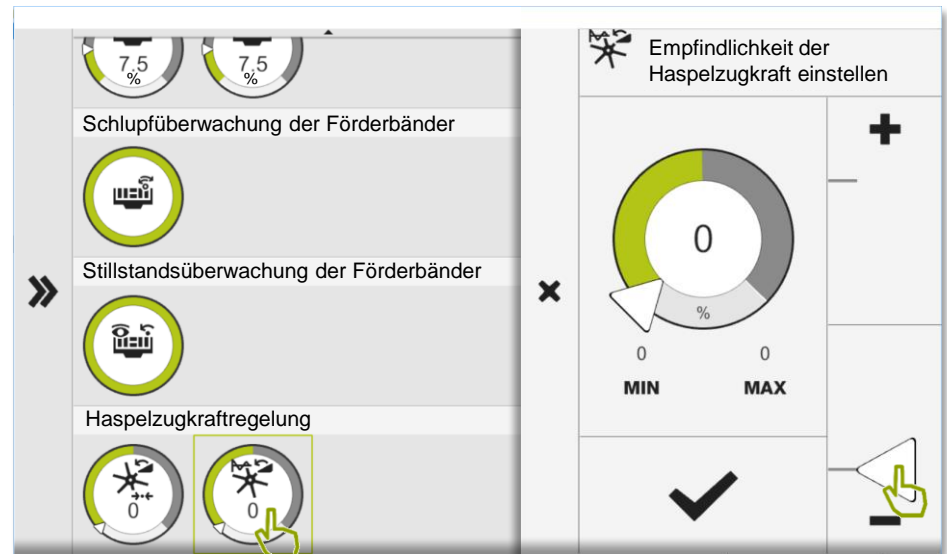 7,5
%
7,5
%
Schlupfüberwachung der Förderbänder
Stillstandsüberwachung der Förderbänder
Haspelzugkraftregelung
0
0
Empfindlichkeit der
Haspelzugkraft einstellen
0
%
0
0
MIN
MAX